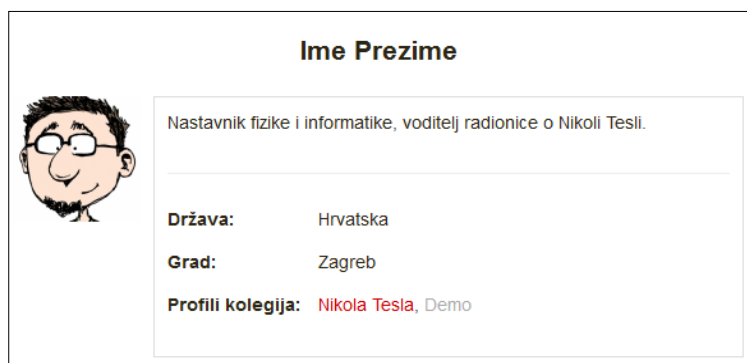 Ime Prezime
Nastavnik fizike i informatike, voditelj radionice o Nikoli Tesli.
Država: Hrvatska
Grad: Zagreb
Profili kolegija: Nikola Tesla, Demo